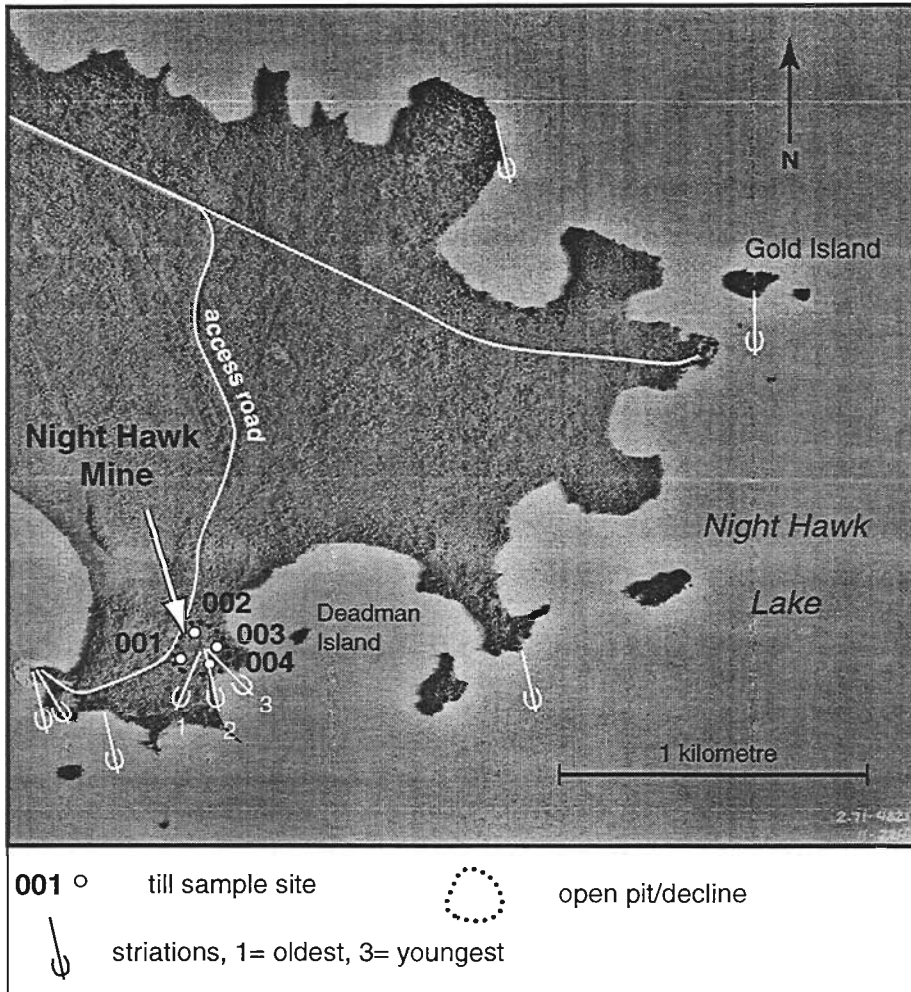 N
Gold Island
access road
Night Hawk
Mine
Night Hawk
Lake
002
Deadman
Island
001
003
004
1
2
3
1 kilometre
001 till sample site
open pit/decline
striations, 1= oldest, 3= youngest